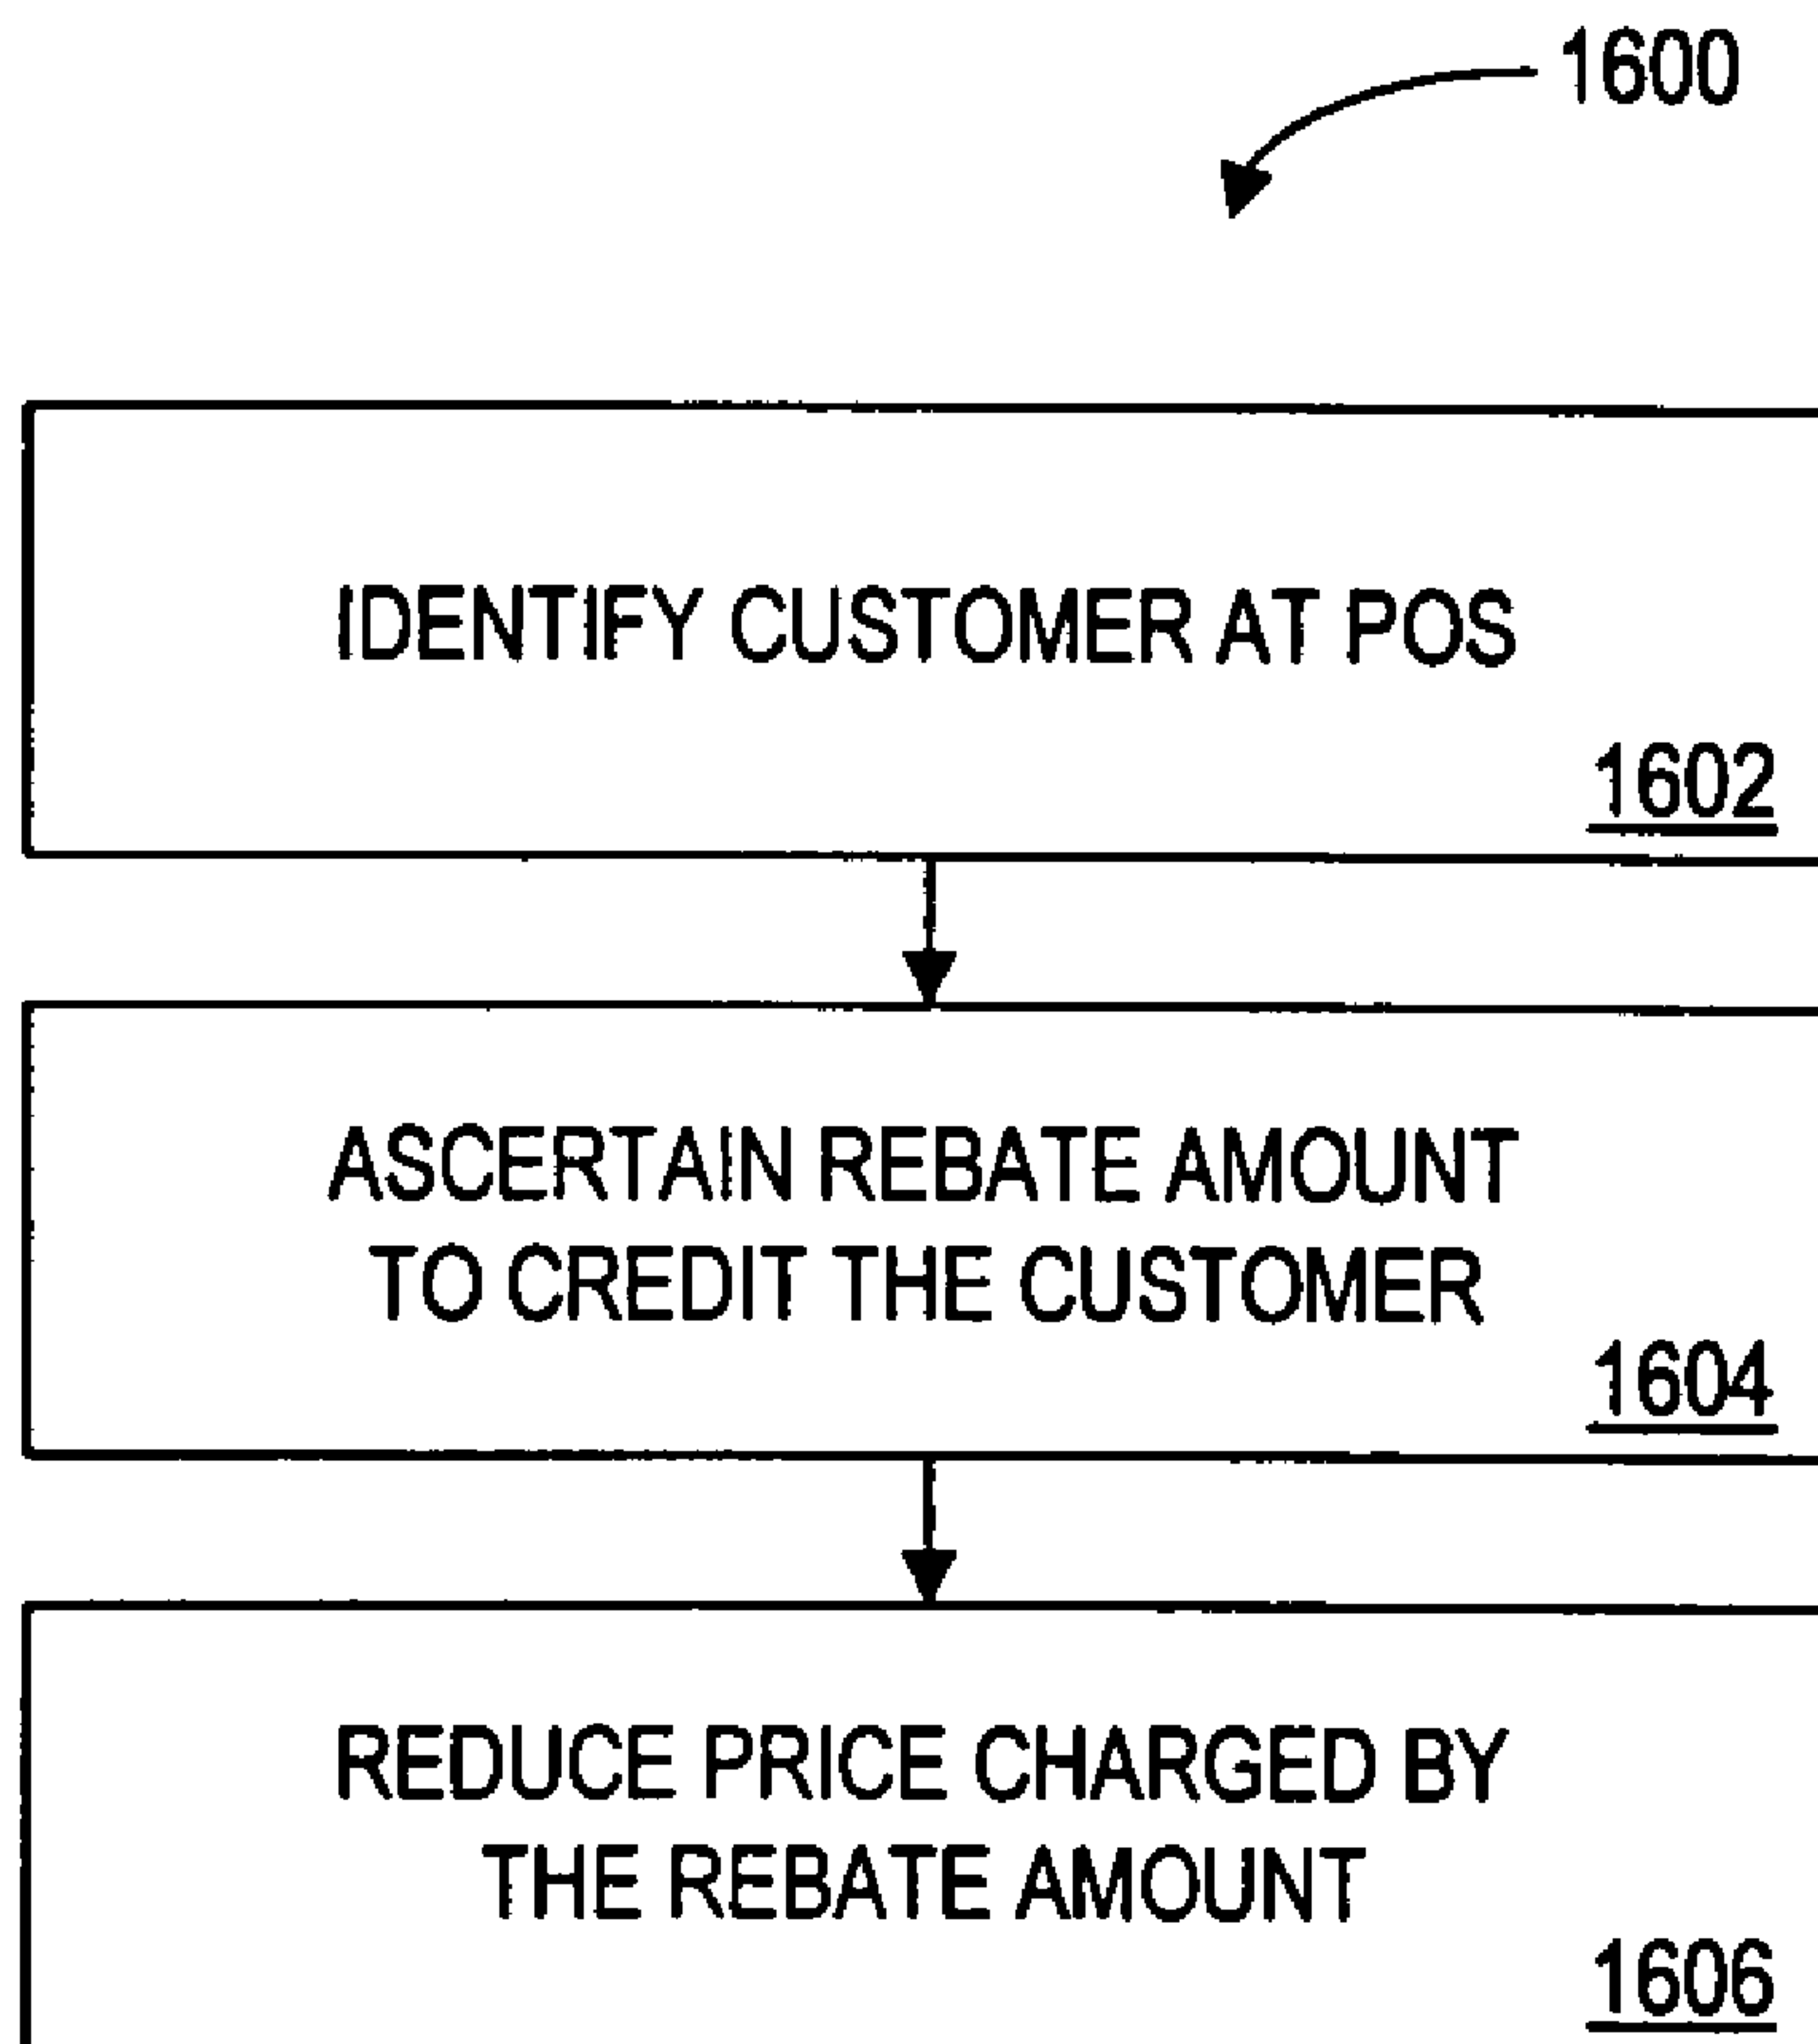 1600
IDENTIFY CUSTOMER AT POS
1602
ASCERTAIN REBATE AMOUNT
TO CREDIT THE CUSTOMER
1604
REDUCE PRICE CHARGED BY
THE REBATE AMOUNT
1606